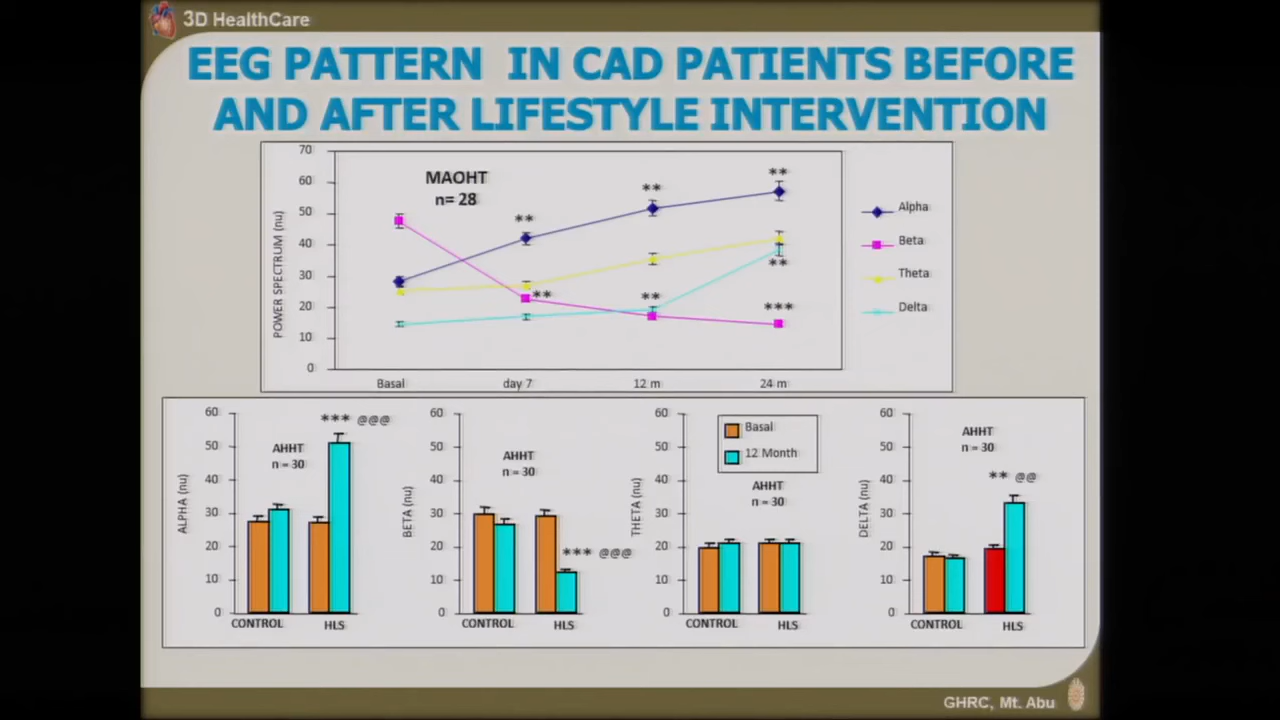 3D HealthCare
EEG PATTERN IN CAD PATIENTS BEFORE
AND AFTER LIFESTYLE INTERVENTION
70
60
50
40
30
20
10
0
POWER SPECTRUM (nu)
MAOHT
n= 28
**
**
**
**
**
**
***
Basal
day 7
12 m
24 m
Alpha
Beta
Theta
Delta
60
50
40
30
20
10
0
ALPHA (nu)
AHHT
n = 30
*** @@@
CONTROL
HLS
60
50
40
30
20
10
0
BETA (nu)
AHHT
n = 30
*** @@@
CONTROL
HLS
60
50
40
30
20
10
0
THETA (nu)
Basal
12 Month
AHHT
n = 30
CONTROL
HLS
60
50
40
30
20
10
0
DELTA (nu)
AHHT
n = 30
** @@
CONTROL
HLS
GHRC, Mt. Abu